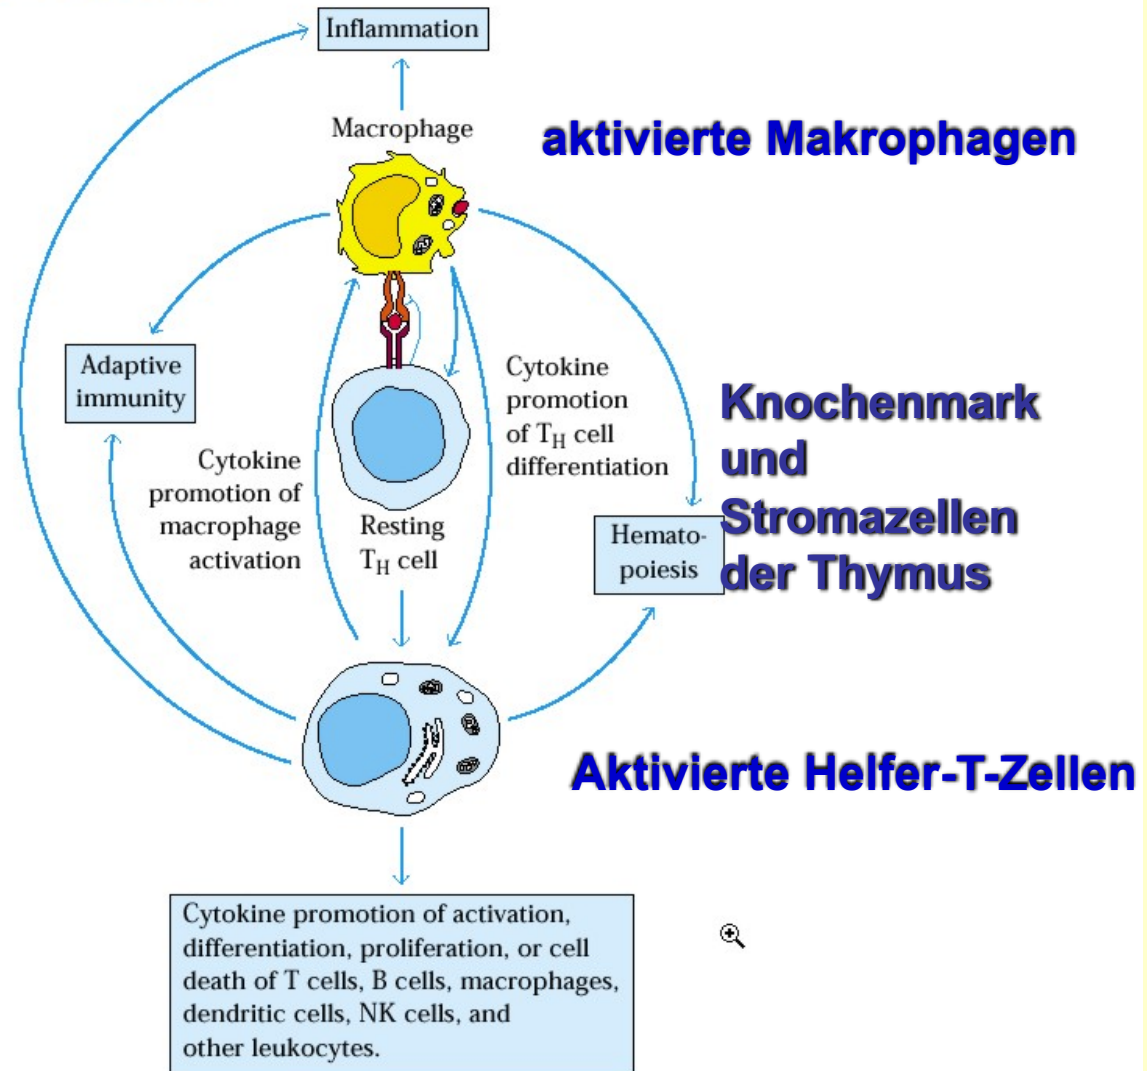 Inflammation
Macrophage
aktivierte Makrophagen
Adaptive
immunity
Cytokine
promotion
of TH cell
differentiation
Knochenmark
und
Stromazellen
der Thymus
Cytokine
promotion of
macrophage
activation
Resting
TH cell
Hemato-
poiesis
Aktivierte Helfer-T-Zellen
Cytokine promotion of activation,
differentiation, proliferation, or cell
death of T cells, B cells, macrophages,
dendritic cells, NK cells, and
other leukocytes.